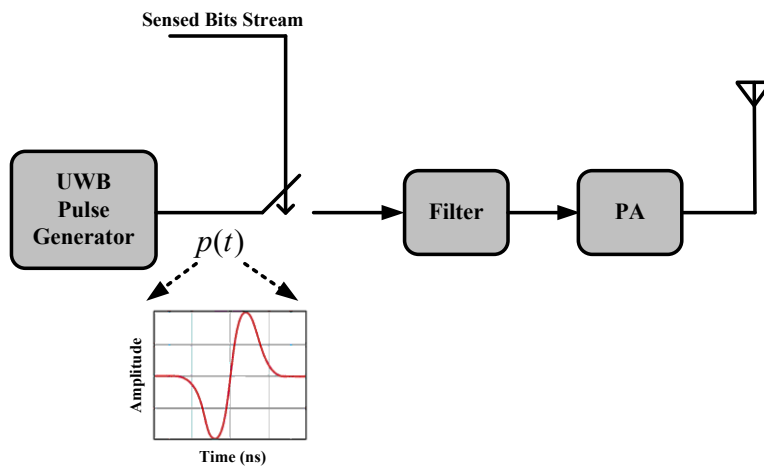 Sensed Bits Stream
UWB
Pulse
Generator
Filter
PA
p(t)
Amplitude
Time (ns)